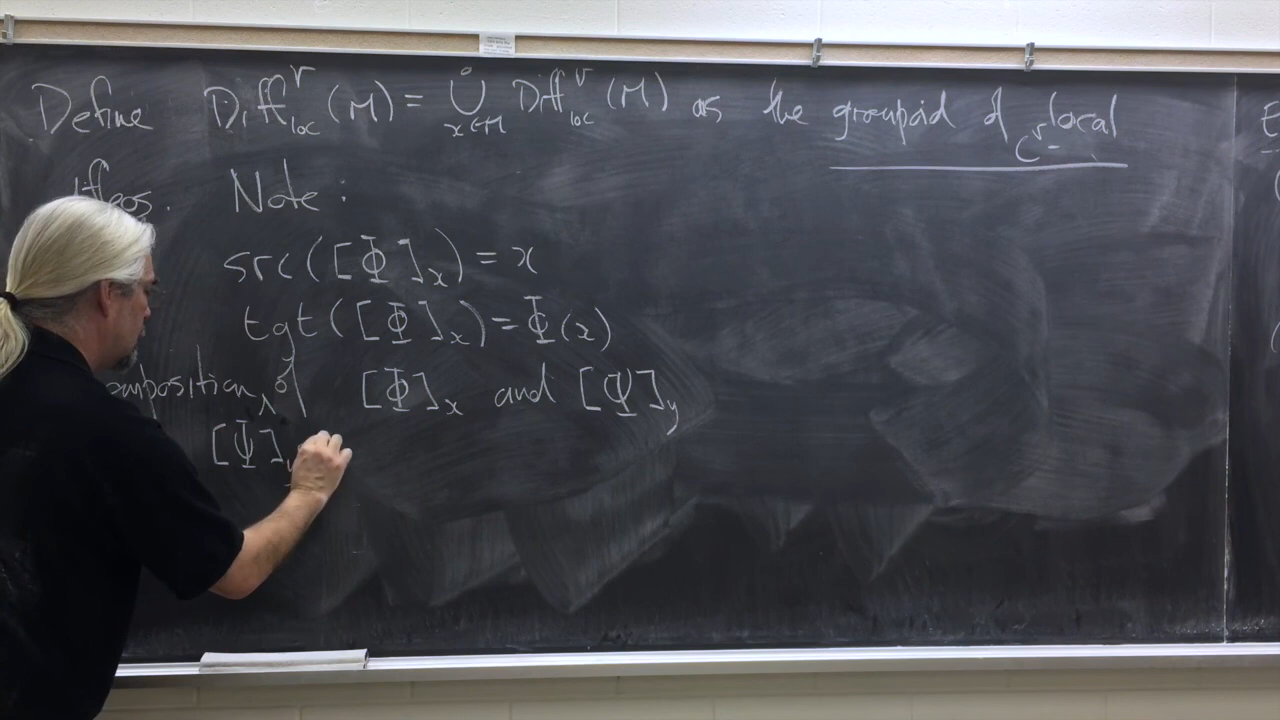 Define Diff^r_loc (M) = ∪̊_{x∈M} Diff^r_loc (M) as the groupoid of C^r local
diffeos. Note:
src([Φ]_x) = x
tgt([Φ]_x) = Φ(x)
composition of [Φ]_x and [Ψ]_y
[Ψ]_y